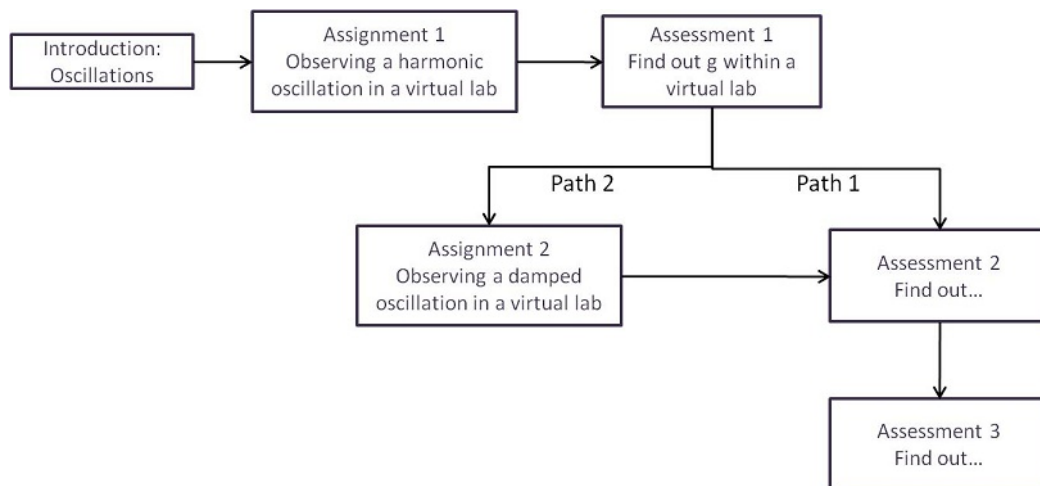 Introduction:
Oscillations
Assignment 1
Observing a harmonic
oscillation in a virtual lab
Assessment 1
Find out g within a
virtual lab
Path 2
Path 1
Assignment 2
Observing a damped
oscillation in a virtual lab
Assessment 2
Find out...
Assessment 3
Find out...